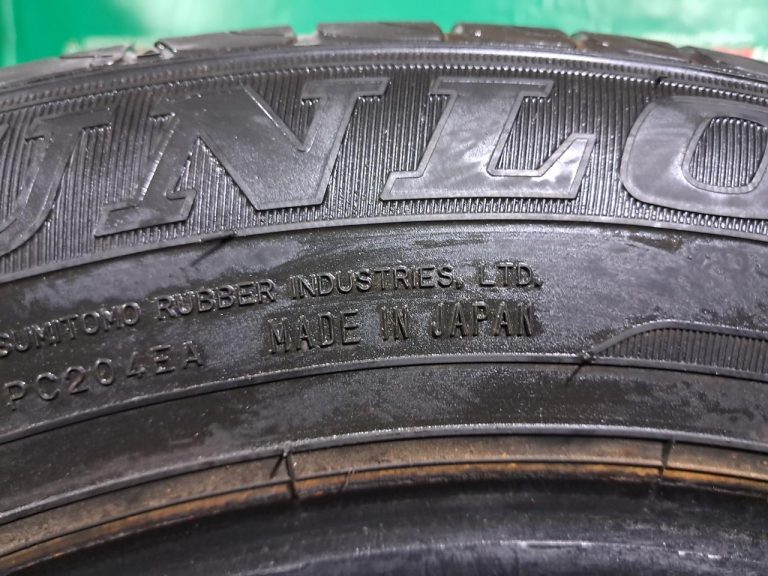 UNLO
SUMITOMO RUBBER INDUSTRIES, LTD.
PC204EA MADE IN JAPAN